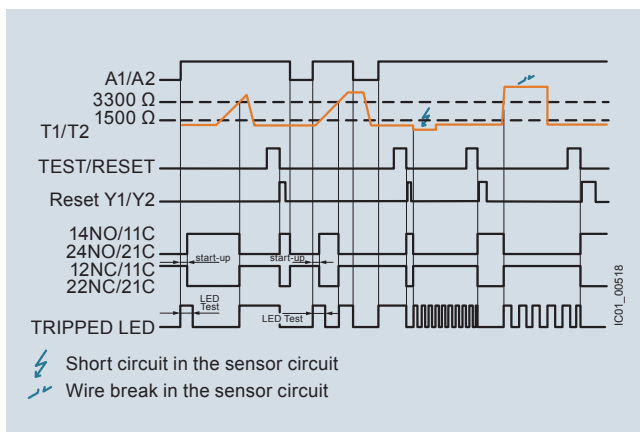 A1/A2
3300 Ω
1500 Ω
T1/T2
TEST/RESET
Reset Y1/Y2
14NO/11C
24NO/21C
start-up
start-up
12NC/11C
22NC/21C
LED
Test
LED Test
TRIPPED LED
IC01_00518
Short circuit in the sensor circuit
Wire break in the sensor circuit